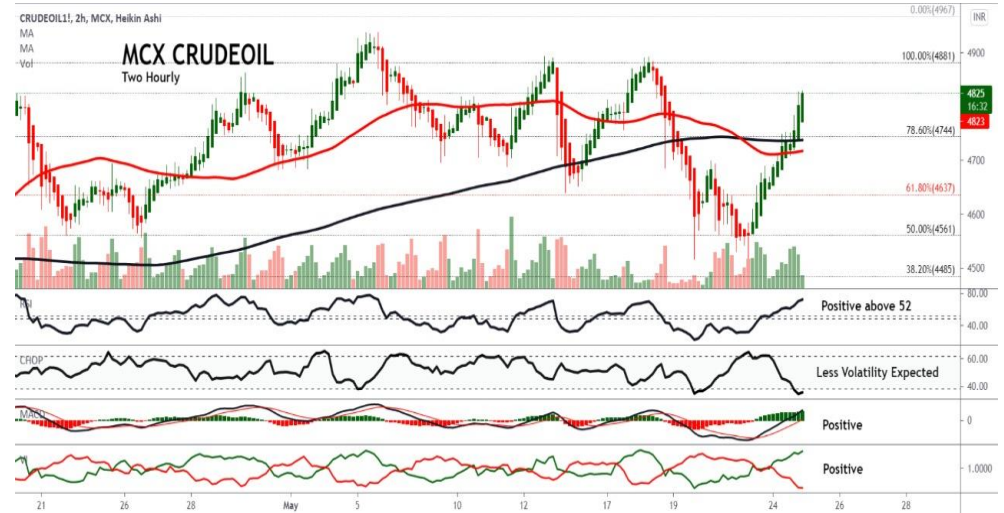 CRUDEOIL1!, 2h, MCX, Heikin Ashi
MA
MA
Vol
MCX CRUDEOIL
Two Hourly
INR
0.00%(4967)
4900
100.00%(4881)
4825
16:32
4823
78.60%(4744)
4700
61.80%(4637)
4600
50.00%(4561)
4500
38.20%(4485)
RSI
Positive above 52
80.00
40.00
CHOP
Less Volatility Expected
60.00
40.00
MACD
Positive
0
Positive
1.0000
21
26
28
May
5
10
12
17
19
24
26
28